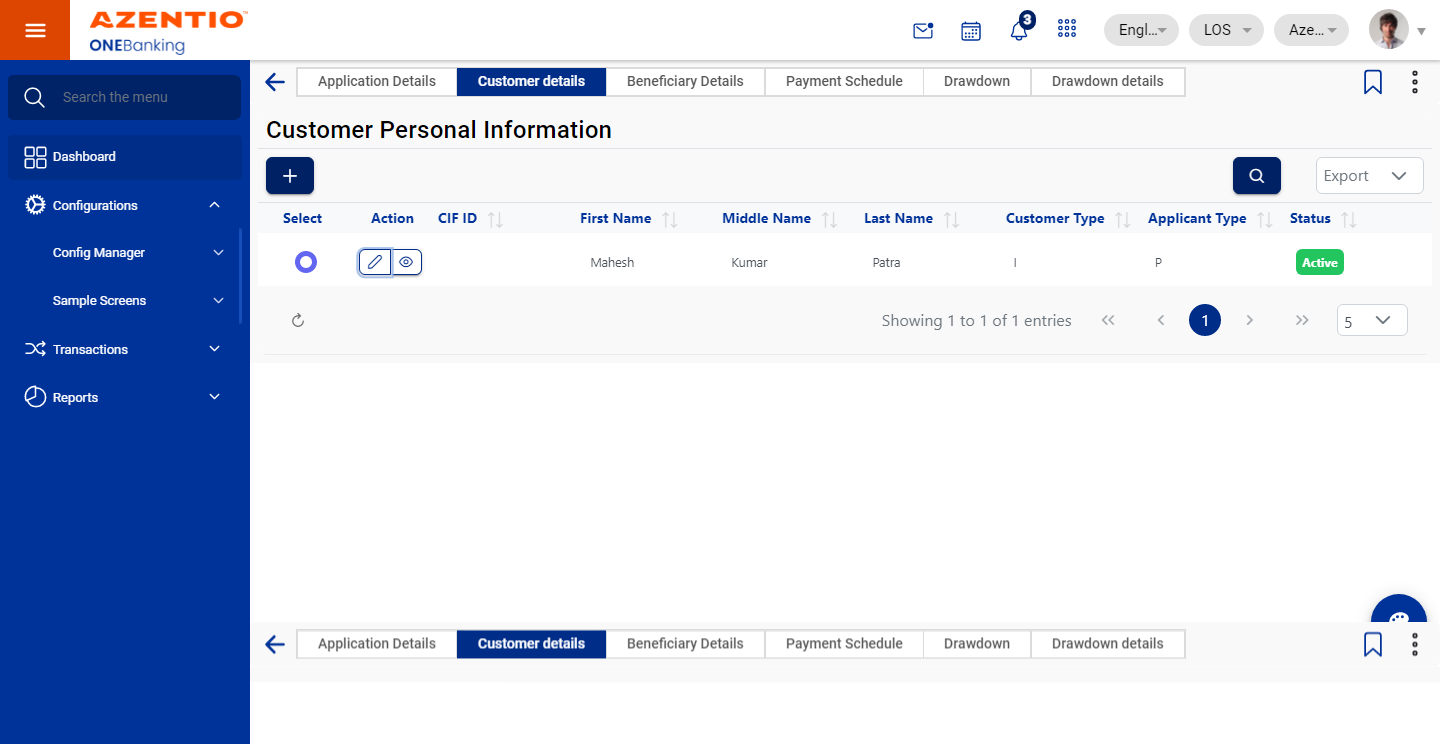 AZENTIO™
ONEBanking
3
Engl...
LOS
Aze...
Search the menu
Dashboard
Configurations
Config Manager
Sample Screens
Transactions
Reports
Application Details Customer details Beneficiary Details Payment Schedule Drawdown Drawdown details
Customer Personal Information
+
Export
Select Action CIF ID First Name Middle Name Last Name Customer Type Applicant Type Status
Mahesh Kumar Patra I P Active
Showing 1 to 1 of 1 entries 1 5
Application Details Customer details Beneficiary Details Payment Schedule Drawdown Drawdown details